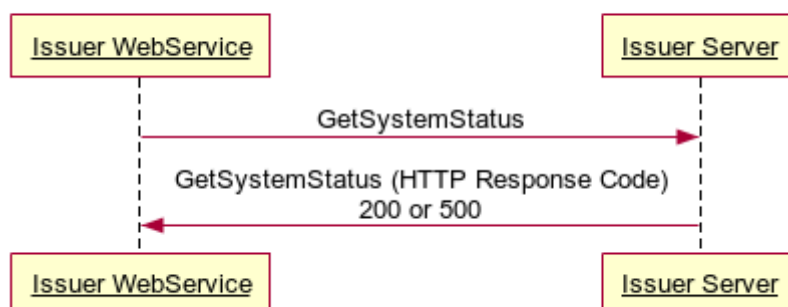 Issuer WebService
Issuer Server
GetSystemStatus
GetSystemStatus (HTTP Response Code)
200 or 500
Issuer WebService
Issuer Server